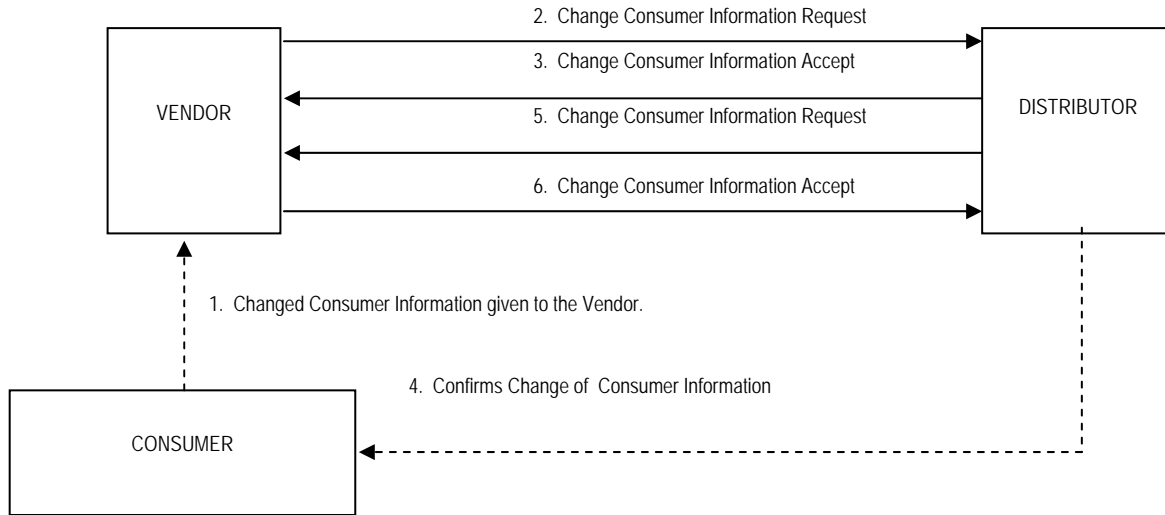 2. Change Consumer Information Request
3. Change Consumer Information Accept
VENDOR
DISTRIBUTOR
5. Change Consumer Information Request
6. Change Consumer Information Accept
1. Changed Consumer Information given to the Vendor.
4. Confirms Change of Consumer Information
CONSUMER